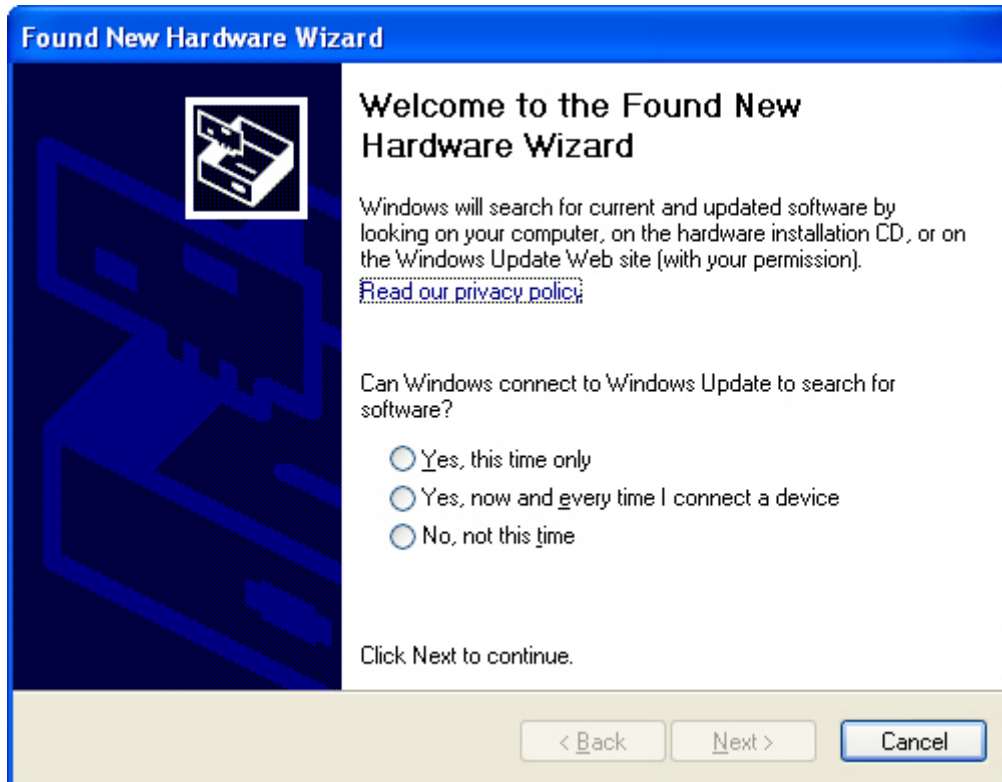 Found New Hardware Wizard
Welcome to the Found New
Hardware Wizard
Windows will search for current and updated software by
looking on your computer, on the hardware installation CD, or on
the Windows Update Web site (with your permission).
Read our privacy policy
Can Windows connect to Windows Update to search for
software?
Yes, this time only
Yes, now and every time I connect a device
No, not this time
Click Next to continue.
< Back Next > Cancel